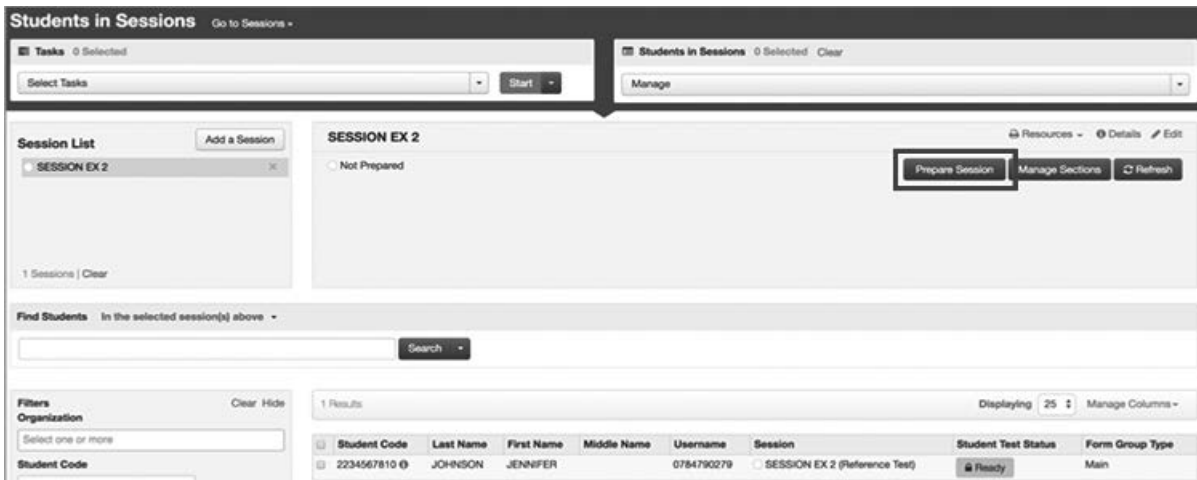 Students in Sessions Go to Sessions
Tasks 0 Selected
Students in Sessions 0 Selected Clear
Select Tasks
Start
Manage
Session List
Add a Session
SESSION EX 2
1 Sessions | Clear
SESSION EX 2
Resources Details Edit
Not Prepared
Prepare Session Manage Sections Refresh
Find Students In the selected session(s) above
Search
Filters Clear Hide
Organization
Select one or more
Student Code
1 Results Displaying 25 Manage Columns
Student Code Last Name First Name Middle Name Username Session Student Test Status Form Group Type
2234567810 JOHNSON JENNIFER 0784790279 SESSION EX 2 (Reference Test) Ready Main